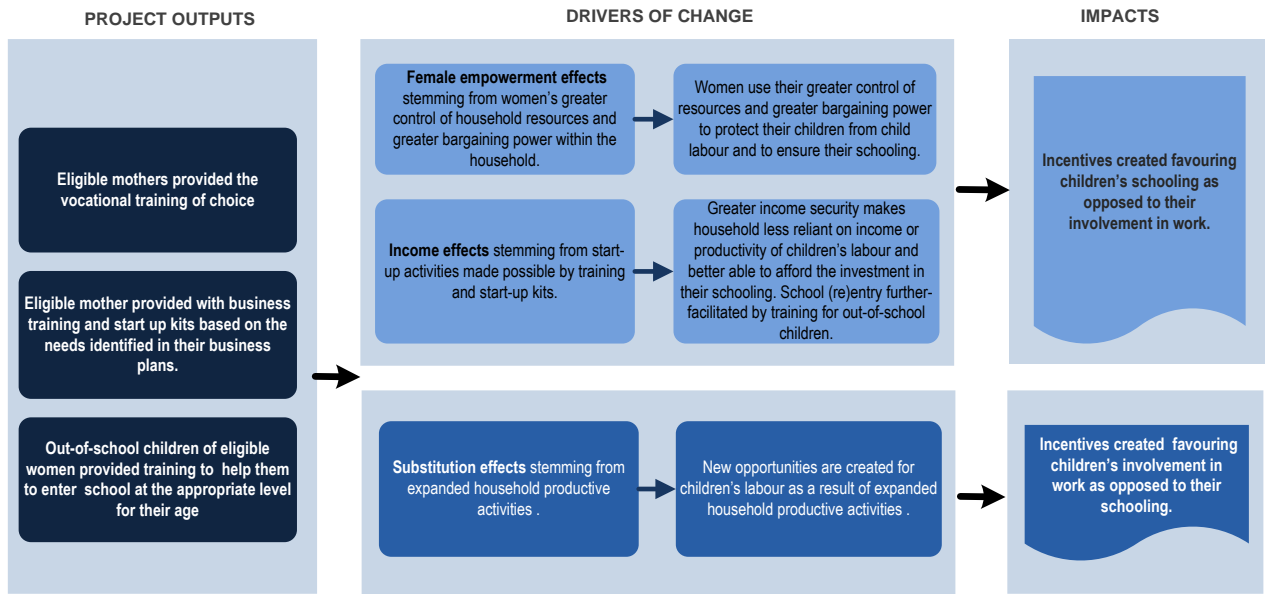 PROJECT OUTPUTS
DRIVERS OF CHANGE
IMPACTS
Eligible mothers provided the
vocational training of choice
Eligible mother provided with business
training and start up kits based on the
needs identified in their business
plans.
Out-of-school children of eligible
women provided training to help them
to enter school at the appropriate level
for their age
Female empowerment effects
stemming from women's greater
control of household resources and
greater bargaining power within the
household.
Women use their greater control of
resources and greater bargaining power
to protect their children from child
labour and to ensure their schooling.
Income effects stemming from start-
up activities made possible by training
and start-up kits.
Greater income security makes
household less reliant on income or
productivity of children's labour and
better able to afford the investment in
their schooling. School (re)entry further-
facilitated by training for out-of-school
children.
Incentives created favouring
children's schooling as
opposed to their
involvement in work.
Substitution effects stemming from
expanded household productive
activities .
New opportunities are created for
children's labour as a result of expanded
household productive activities .
Incentives created favouring
children's involvement in
work as opposed to their
schooling.